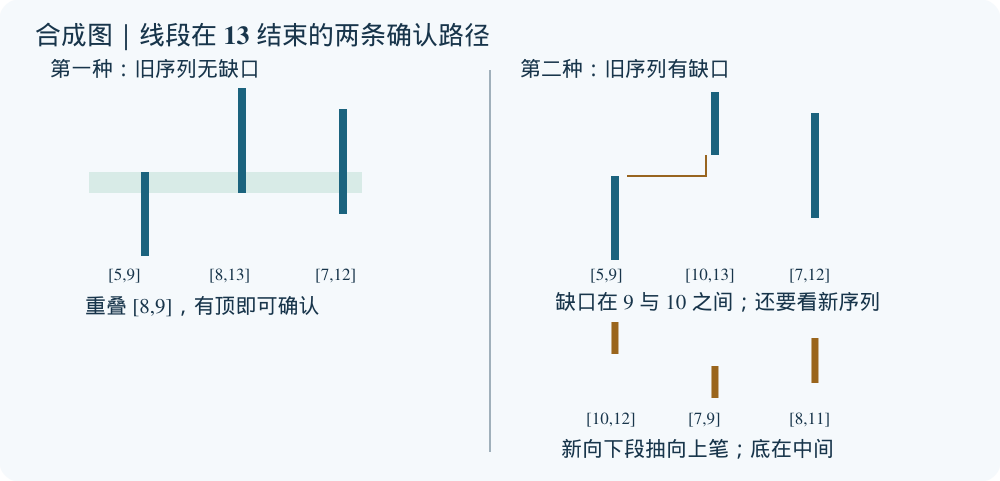 合成图｜线段在 13 结束的两条确认路径
第一种：旧序列无缺口
[5,9] [8,13] [7,12]
重叠 [8,9]，有顶即可确认
第二种：旧序列有缺口
[5,9] [10,13] [7,12]
缺口在 9 与 10 之间；还要看新序列
[10,12] [7,9] [8,11]
新向下段抽向上笔；底在中间